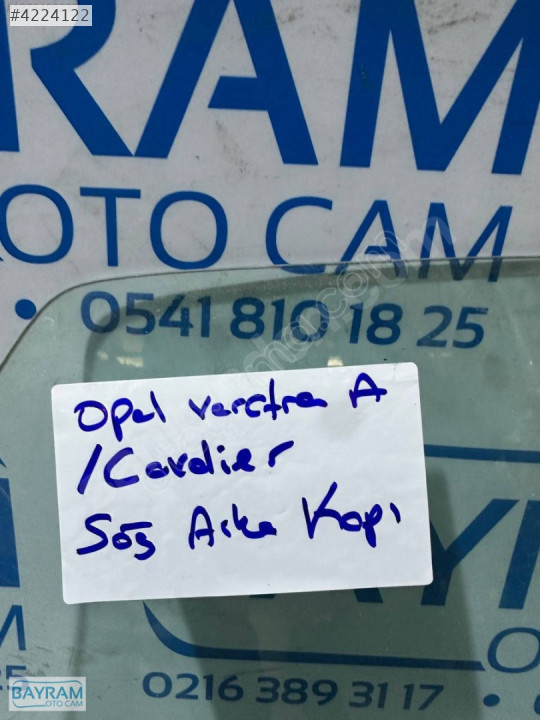 #4224122
RAM
OTO CAM
• 0541 810 18 25
Opel vectra A
/Cavalier
Sağ Arka Kapı
AYR
O
0216 389 31 17
BAYRAM
OTO CAM